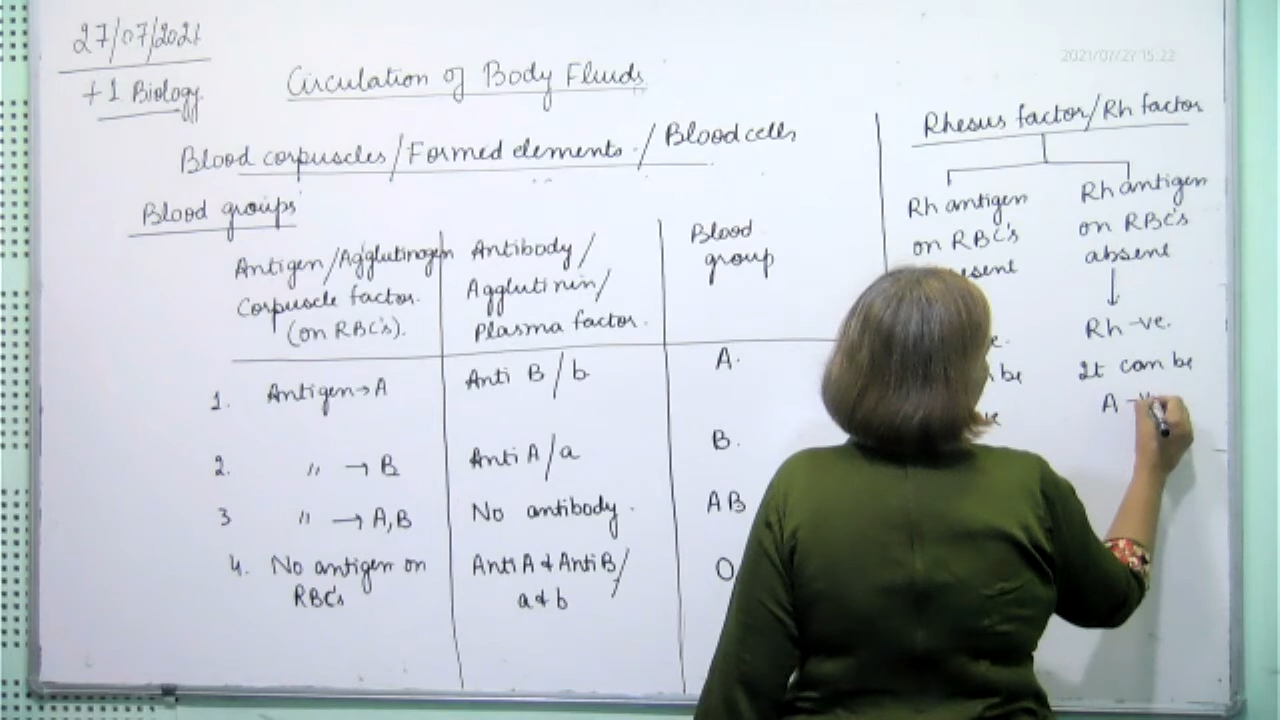 27/07/2021
+1 Biology
2021/07/27 15:22
Circulation of Body Fluids
Blood corpuscles/Formed elements/Blood cells
Blood groups
Antigen/Agglutinogen
Corpuscle factor.
(on RBC's).
Antibody/
Agglutinin/
Plasma factor.
Blood
group
1. Antigen→A Anti B/b A.
2. " →B Anti A/a B.
3 " →A,B No antibody. AB
4. No antigen on
RBC's
Anti A & Anti B/
a & b
O
Rhesus factor/Rh factor
Rh antigen
on RBC's
Rh antigen
on RBC's
absent
↓
Rh -ve.
It can be
A